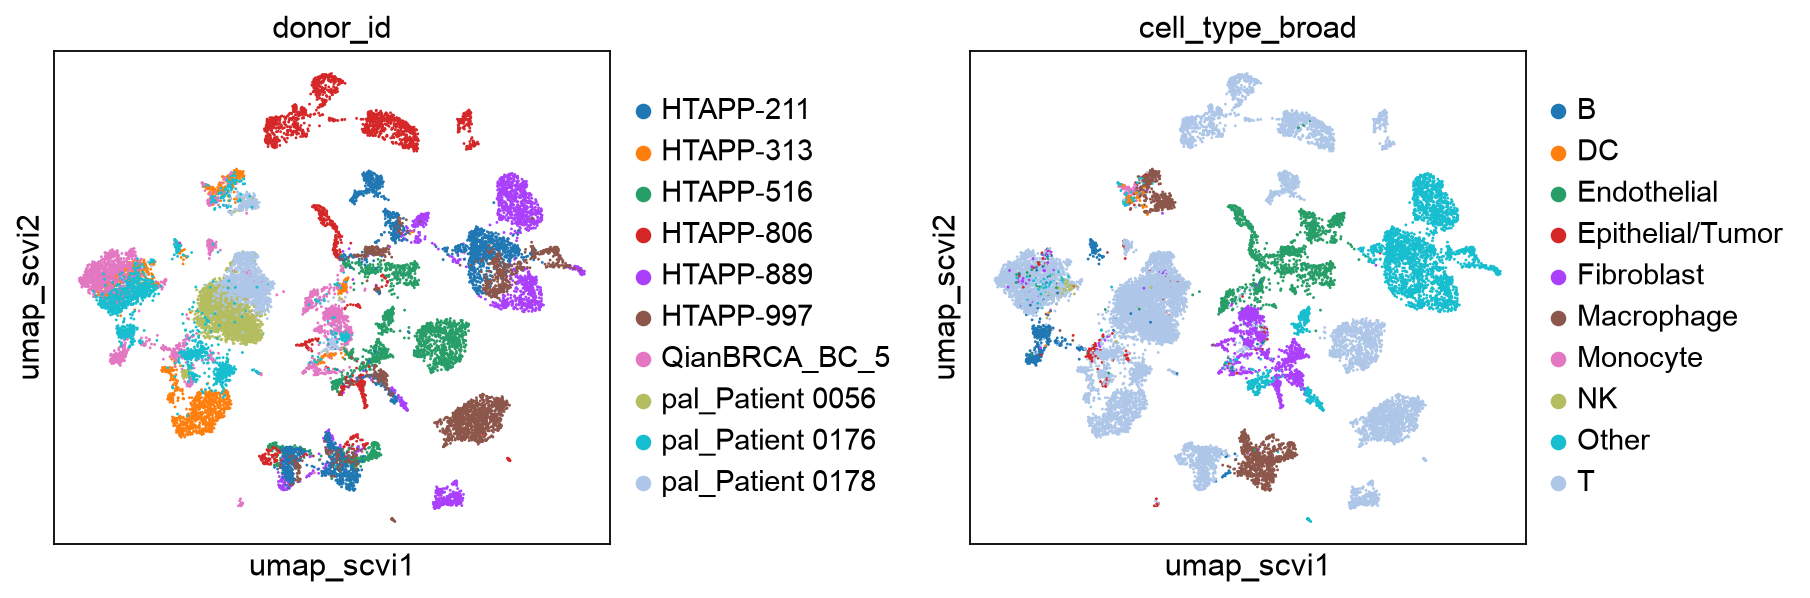 donor_id
umap_scvi2
umap_scvi1
HTAPP-211
HTAPP-313
HTAPP-516
HTAPP-806
HTAPP-889
HTAPP-997
QianBRCA_BC_5
pal_Patient 0056
pal_Patient 0176
pal_Patient 0178
cell_type_broad
umap_scvi2
umap_scvi1
B
DC
Endothelial
Epithelial/Tumor
Fibroblast
Macrophage
Monocyte
NK
Other
T